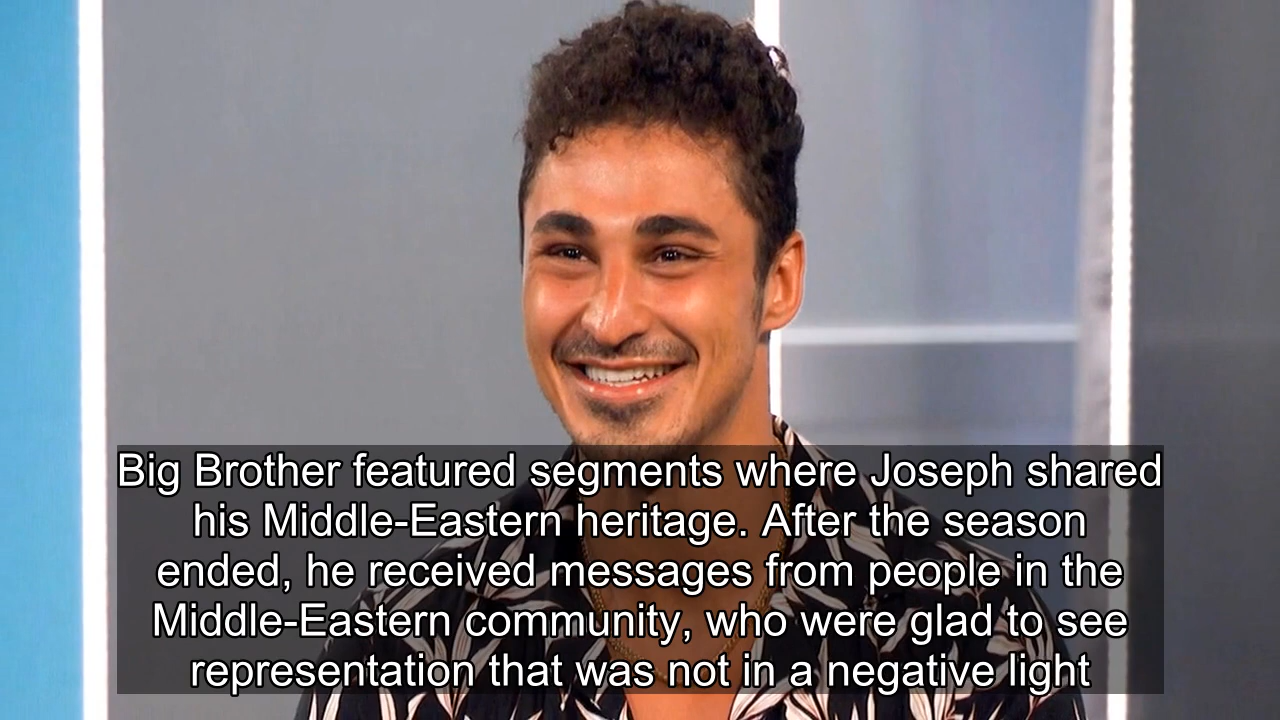 Big Brother featured segments where Joseph shared
his Middle-Eastern heritage. After the season
ended, he received messages from people in the
Middle-Eastern community, who were glad to see
representation that was not in a negative light